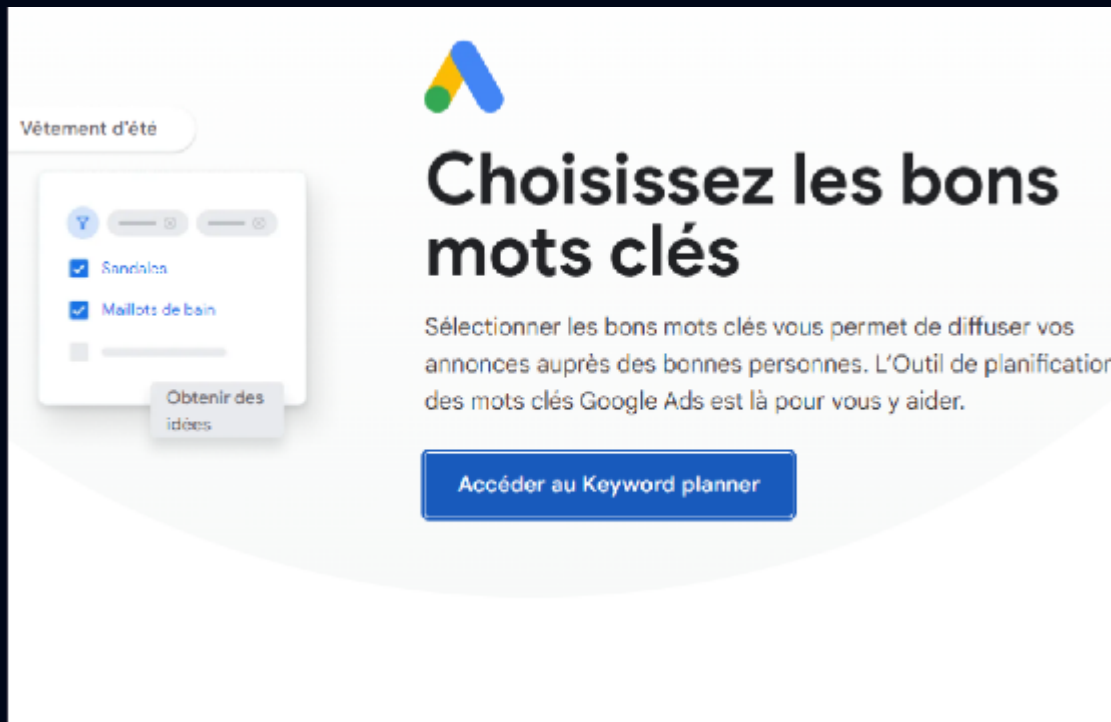 Vêtement d'été
Sandales
Maillots de bain
Obtenir des
idées
Choisissez les bons
mots clés
Sélectionner les bons mots clés vous permet de diffuser vos
annonces auprès des bonnes personnes. L'Outil de planification
des mots clés Google Ads est là pour vous y aider.
Accéder au Keyword planner